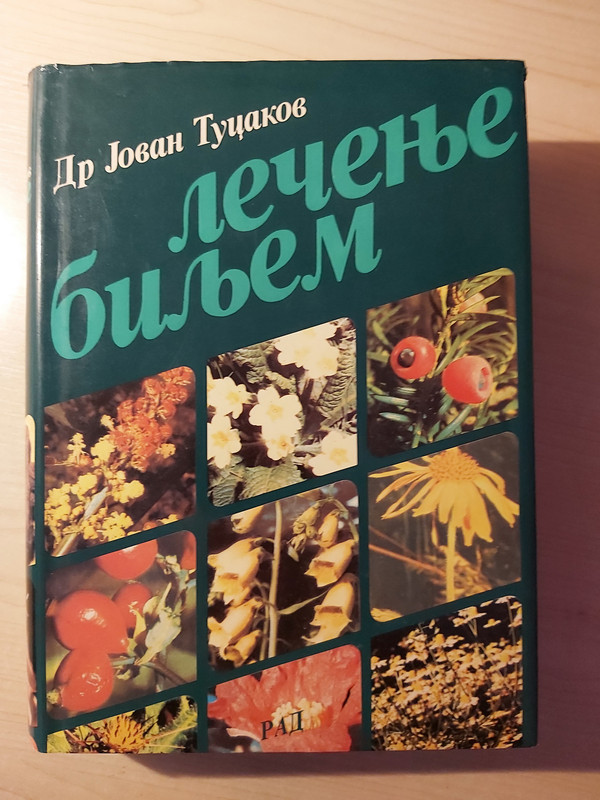 Др Јован Туцаков
лечење
биљем
РАД